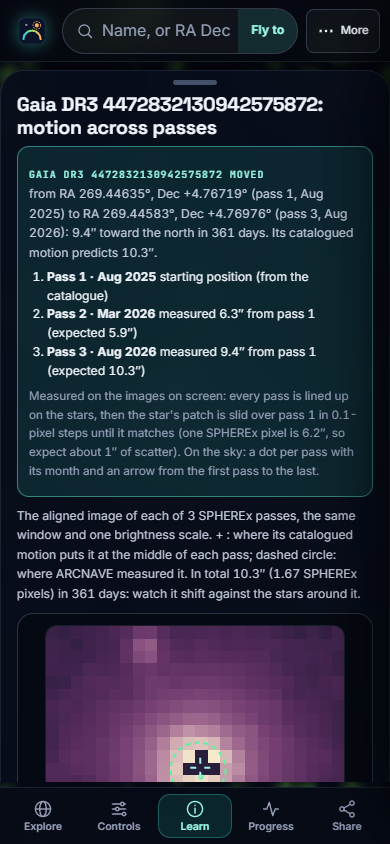 Name, or RA Dec
Fly to
··· More
Gaia DR3 4472832130942575872:
motion across passes
GAIA DR3 4472832130942575872 MOVED
from RA 269.44635°, Dec +4.76719° (pass 1, Aug
2025) to RA 269.44583°, Dec +4.76976° (pass 3, Aug
2026): 9.4″ toward the north in 361 days. Its catalogued
motion predicts 10.3″.
1. Pass 1 · Aug 2025 starting position (from the
catalogue)
2. Pass 2 · Mar 2026 measured 6.3″ from pass 1
(expected 5.9″)
3. Pass 3 · Aug 2026 measured 9.4″ from pass 1
(expected 10.3″)
Measured on the images on screen: every pass is lined up
on the stars, then the star's patch is slid over pass 1 in 0.1-
pixel steps until it matches (one SPHEREx pixel is 6.2″, so
expect about 1″ of scatter). On the sky: a dot per pass with
its month and an arrow from the first pass to the last.
The aligned image of each of 3 SPHEREx passes, the same
window and one brightness scale. + : where its catalogued
motion puts it at the middle of each pass; dashed circle:
where ARCNAVE measured it. In total 10.3″ (1.67 SPHEREx
pixels) in 361 days: watch it shift against the stars around it.
Explore
Controls
Learn
Progress
Share